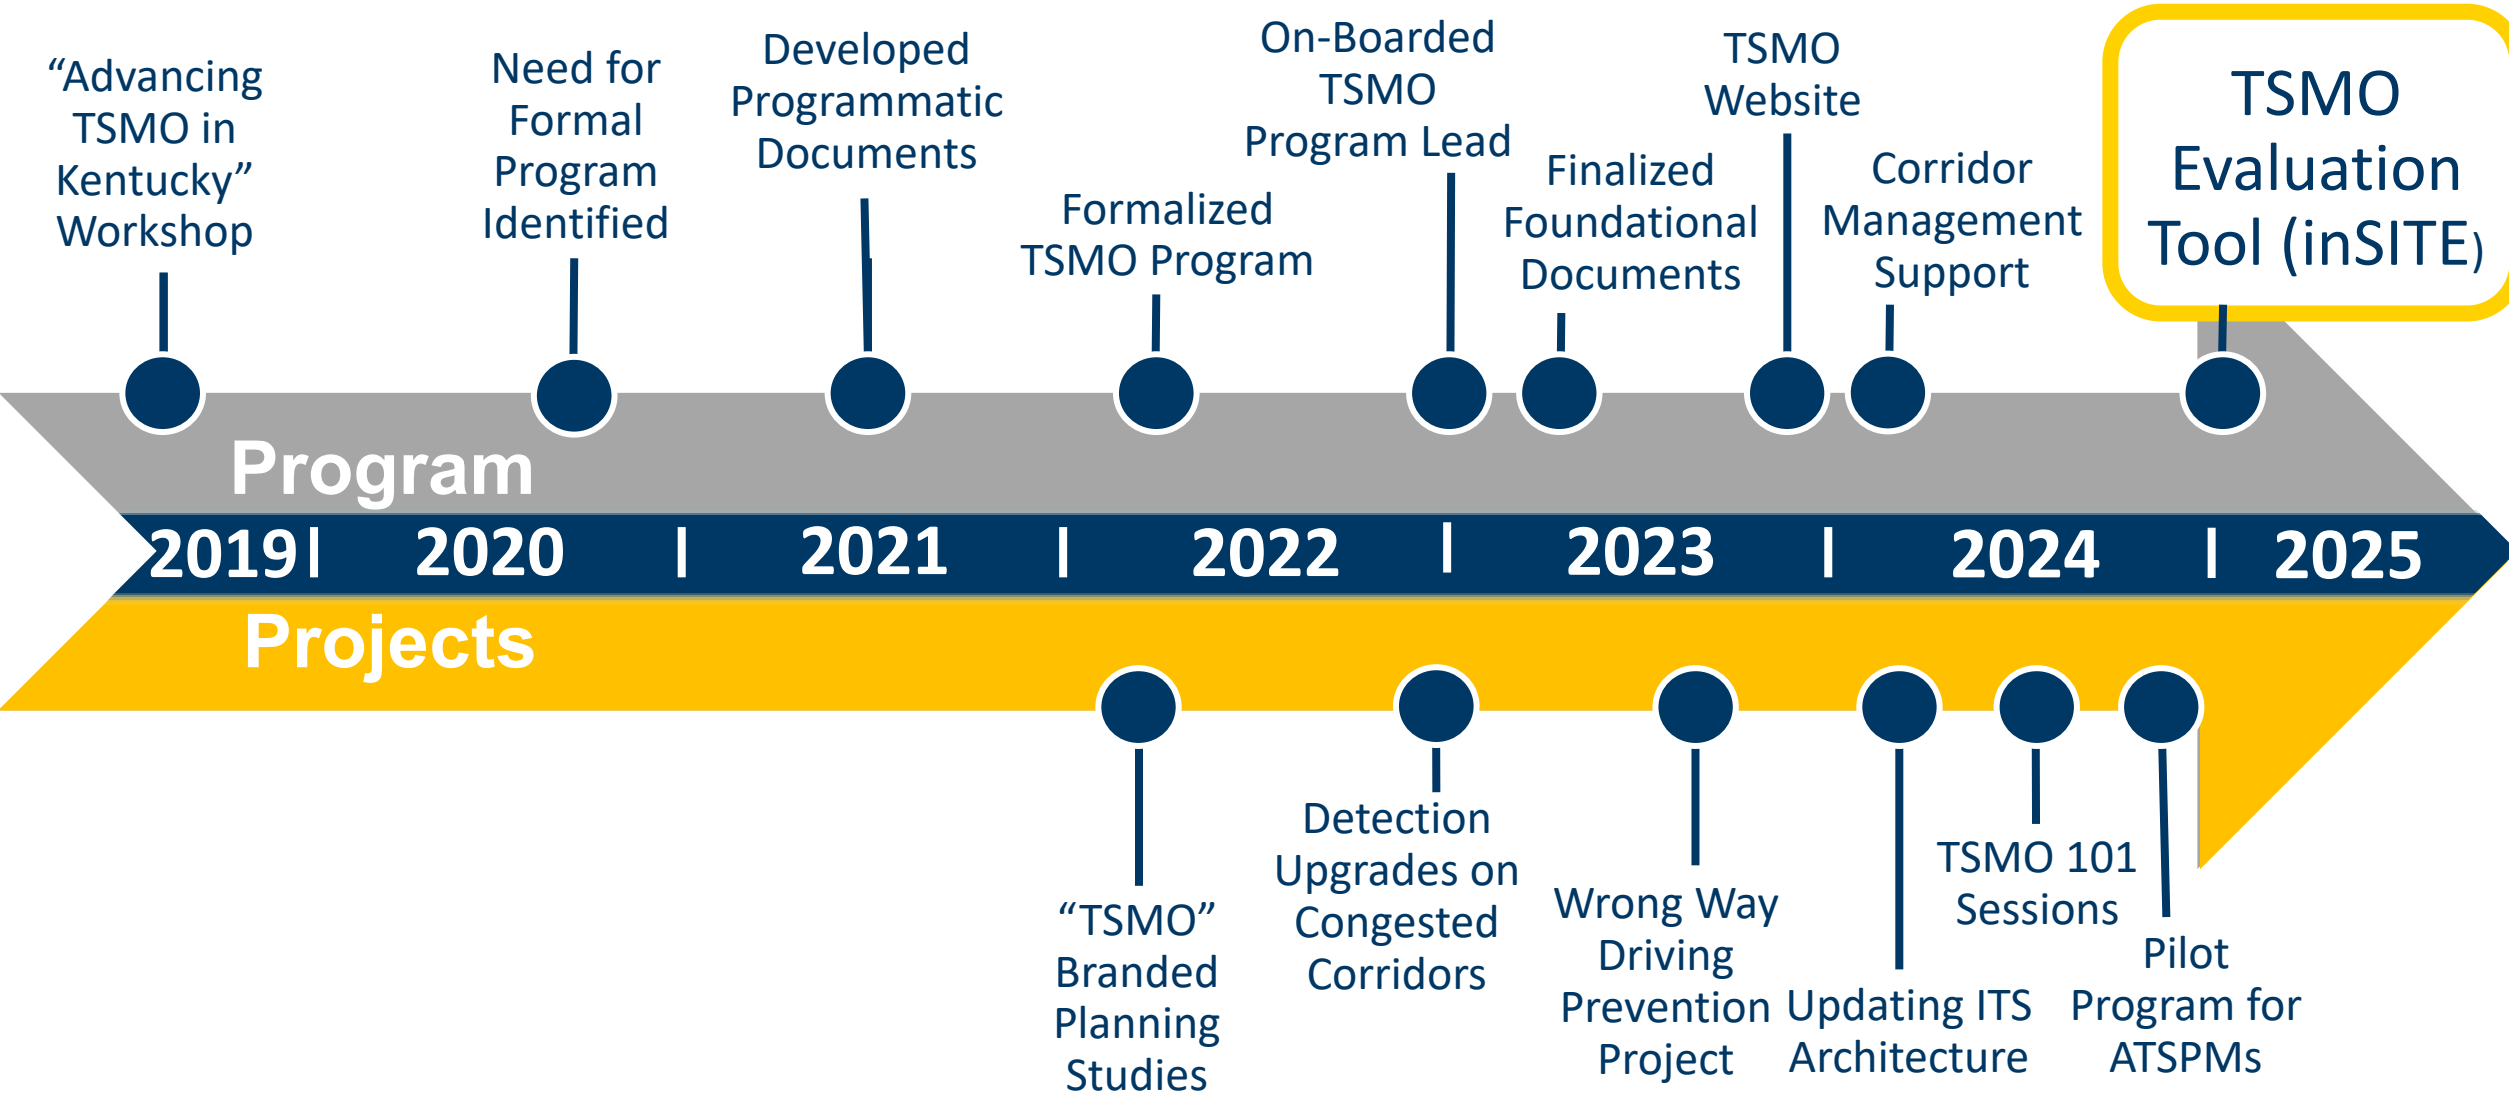 “Advancing
TSMO in
Kentucky”
Workshop
Need for
Formal
Program
Identified
Developed
Programmatic
Documents
Formalized
TSMO Program
On-Boarded
TSMO
Program Lead
Finalized
Foundational
Documents
TSMO
Website
Corridor
Management
Support
TSMO
Evaluation
Tool (inSITE)
Program
2019 | 2020 | 2021 | 2022 | 2023 | 2024 | 2025
Projects
“TSMO”
Branded
Planning
Studies
Detection
Upgrades on
Congested
Corridors
Wrong Way
Driving
Prevention
Project
Updating ITS
Architecture
TSMO 101
Sessions
Pilot
Program for
ATSPMs